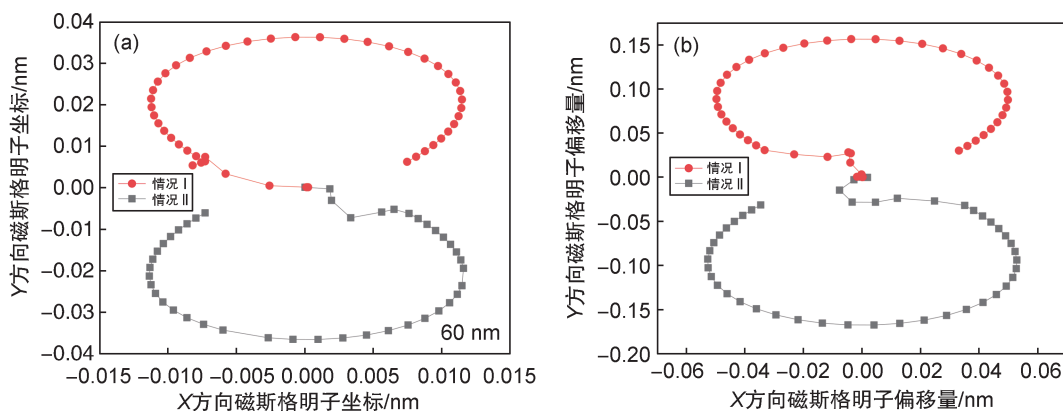 (a)
Y方向磁斯格明子坐标/nm
0.04
0.03
0.02
0.01
0.00
−0.01
−0.02
−0.03
−0.04
情况 Ⅰ
情况 Ⅱ
60 nm
−0.015
−0.010
−0.005
0.000
0.005
0.010
0.015
X方向磁斯格明子坐标/nm
(b)
Y方向磁斯格明子偏移量/nm
0.15
0.10
0.05
0.00
−0.05
−0.10
−0.15
−0.20
情况 Ⅰ
情况 Ⅱ
−0.06
−0.04
−0.02
0.00
0.02
0.04
0.06
X方向磁斯格明子偏移量/nm